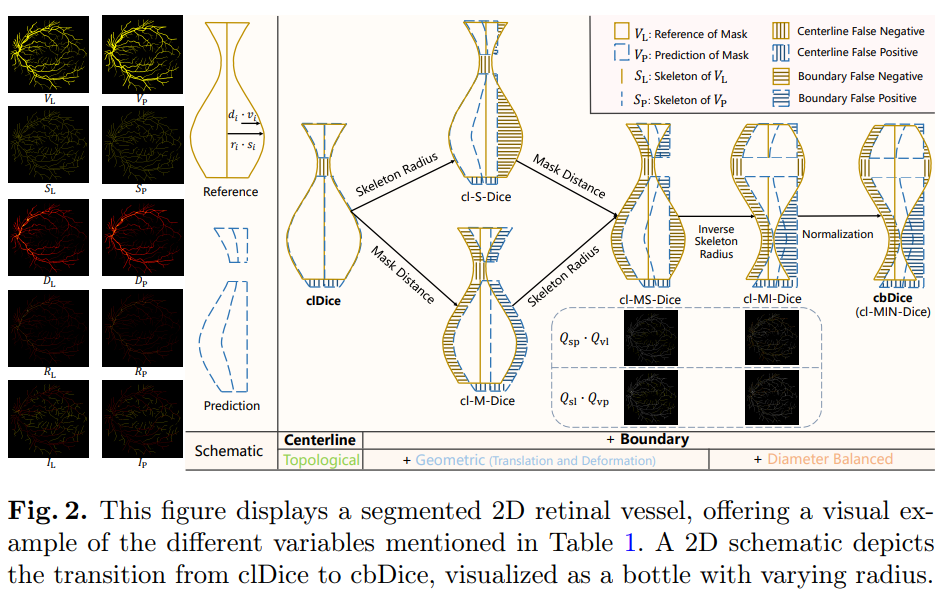 V_L V_P
S_L S_P
D_L D_P
R_L R_P
I_L I_P
d_i · v_i
r_i · s_i
Reference
Prediction
Schematic
clDice
Skeleton Radius
Mask Distance
cl-S-Dice
cl-M-Dice
Mask Distance
Skeleton Radius
V_L: Reference of Mask
V_P: Prediction of Mask
S_L: Skeleton of V_L
S_P: Skeleton of V_P
Centerline False Negative
Centerline False Positive
Boundary False Negative
Boundary False Positive
cl-MS-Dice
Inverse
Skeleton
Radius
cl-MI-Dice
Normalization
cbDice
(cl-MIN-Dice)
Q_sp · Q_vl
Q_sl · Q_vp
Centerline
+ Boundary
Topological
+ Geometric (Translation and Deformation)
+ Diameter Balanced
Fig. 2. This figure displays a segmented 2D retinal vessel, offering a visual ex-
ample of the different variables mentioned in Table 1. A 2D schematic depicts
the transition from clDice to cbDice, visualized as a bottle with varying radius.